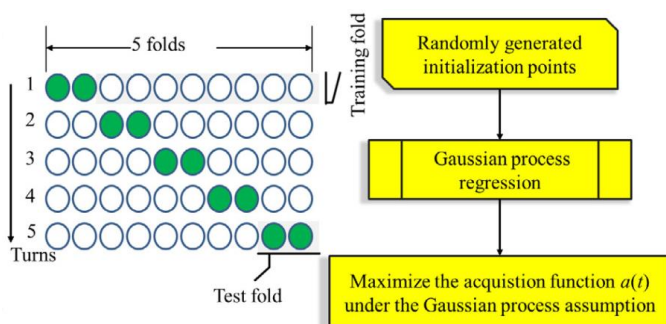 5 folds
1
2
3
4
5
Turns
Test fold
Training fold
Randomly generated
initialization points
Gaussian process
regression
Maximize the acquistion function a(t)
under the Gaussian process assumption